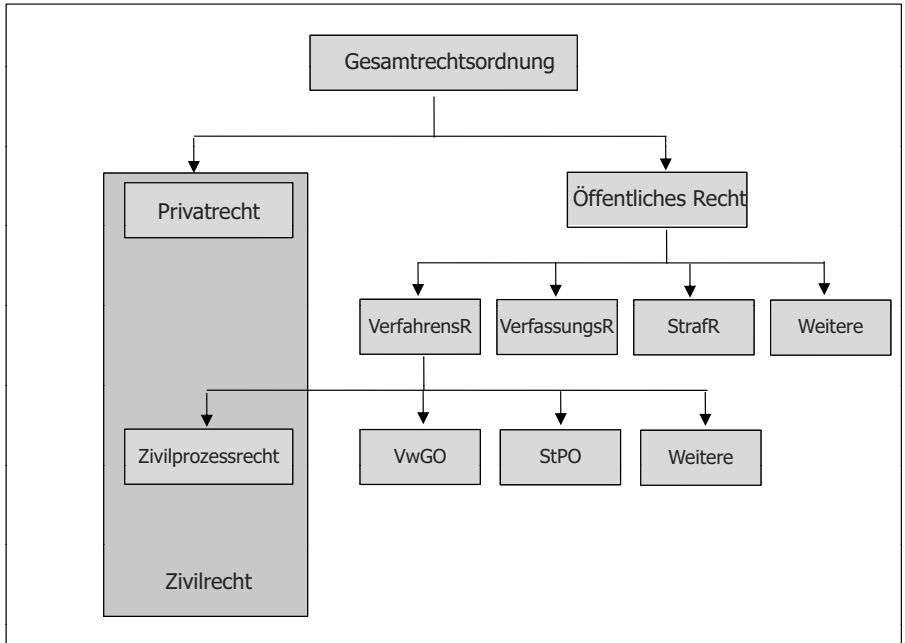 Gesamtrechtsordnung
Privatrecht
Öffentliches Recht
VerfahrensR
VerfassungsR
StrafR
Weitere
Zivilprozessrecht
VwGO
StPO
Weitere
Zivilrecht